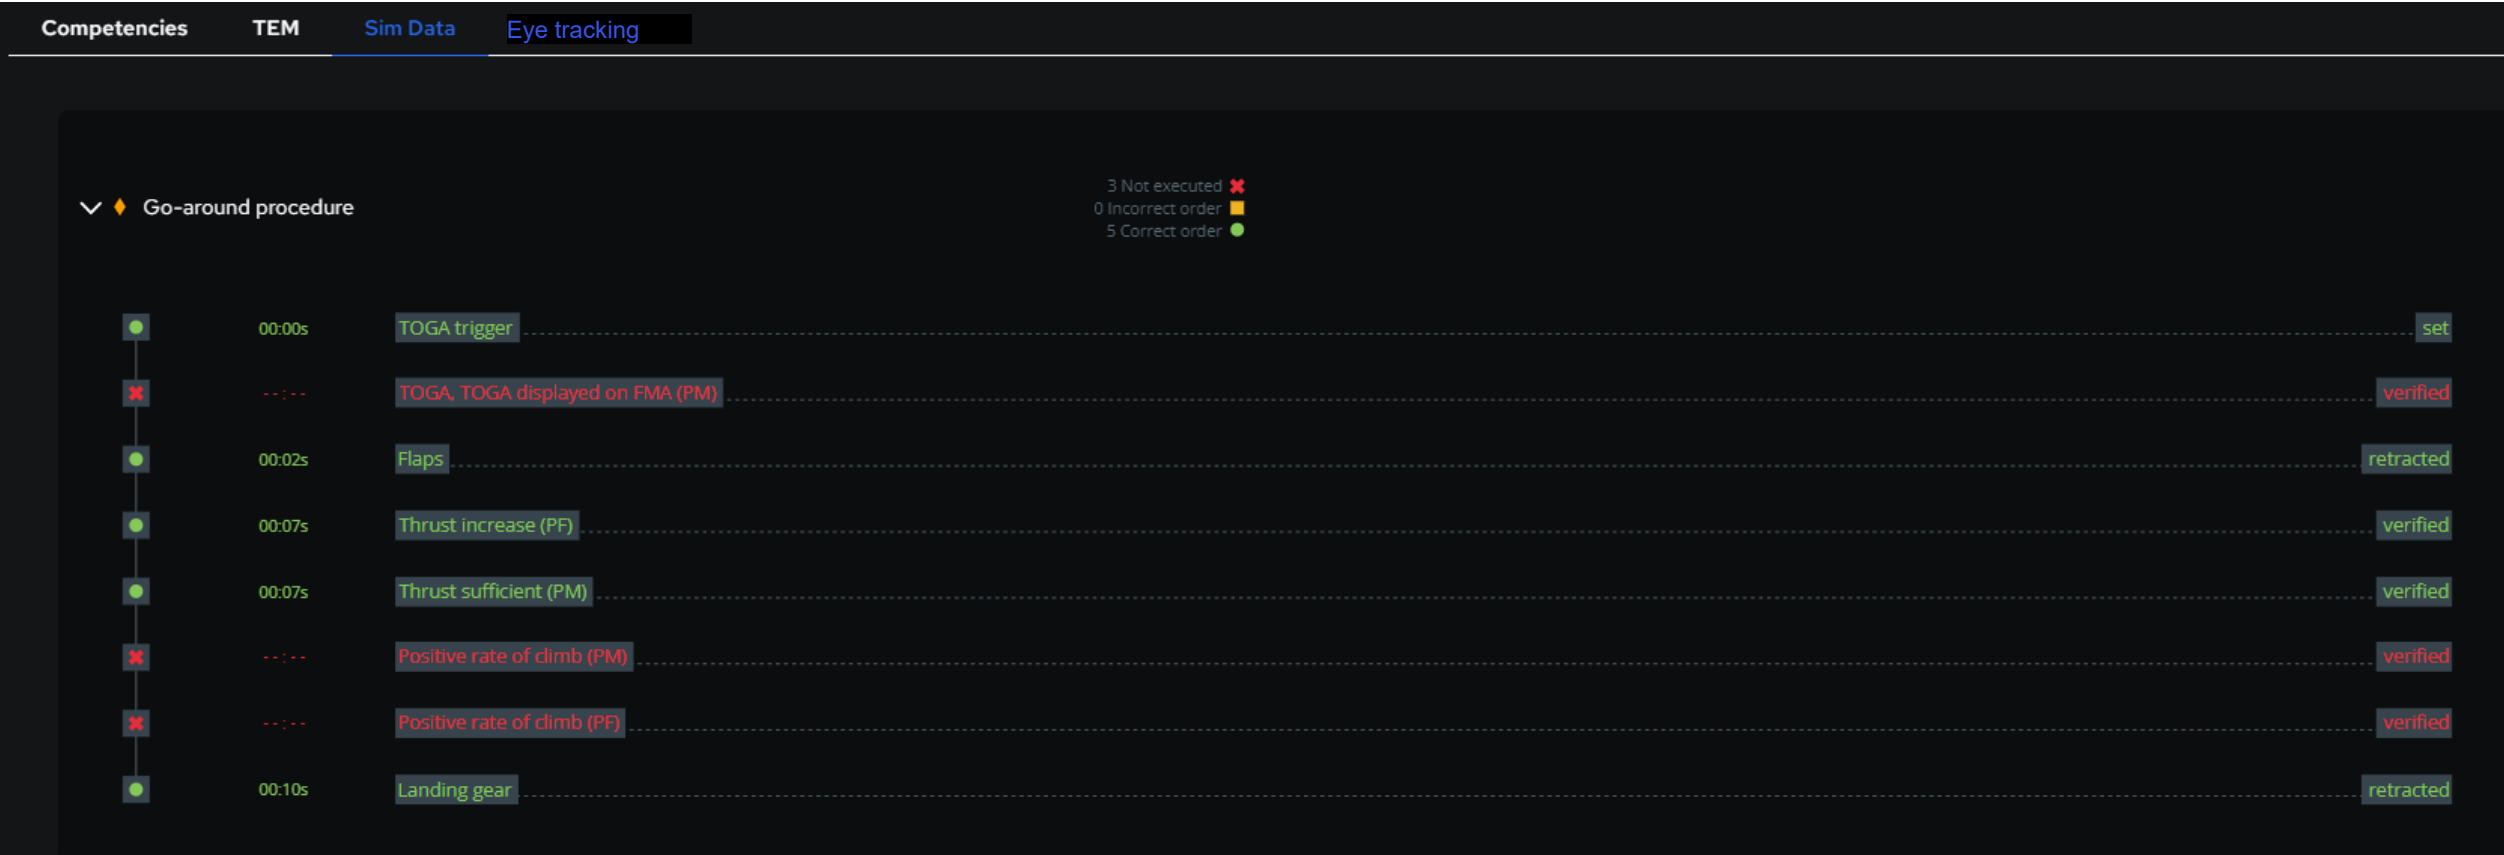 Competencies TEM Sim Data Eye tracking
3 Not executed
Go-around procedure 0 Incorrect order
5 Correct order
00:00s TOGA trigger set
--:-- TOGA, TOGA displayed on FMA (PM) verified
00:02s Flaps retracted
00:07s Thrust increase (PF) verified
00:07s Thrust sufficient (PM) verified
--:-- Positive rate of climb (PM) verified
--:-- Positive rate of climb (PF) verified
00:10s Landing gear retracted